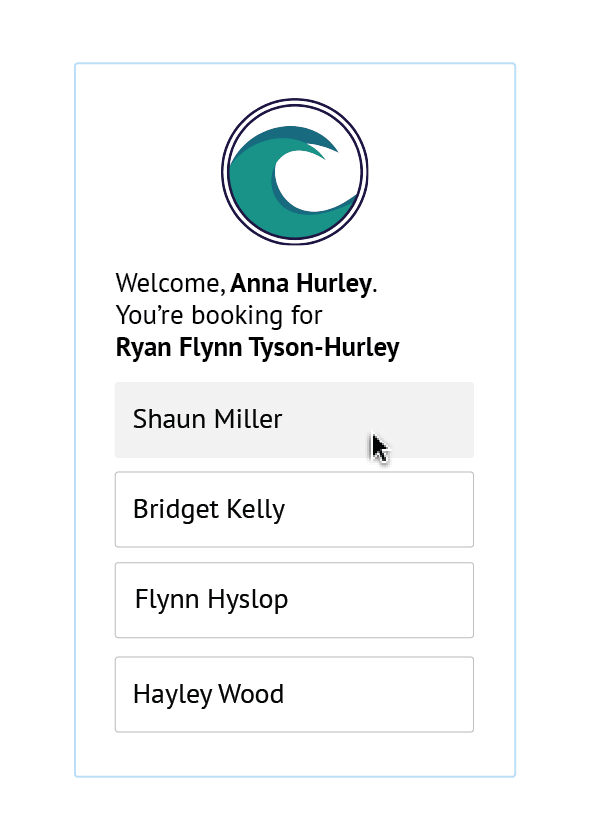 Welcome, Anna Hurley.
You’re booking for
Ryan Flynn Tyson-Hurley
Shaun Miller
Bridget Kelly
Flynn Hyslop
Hayley Wood